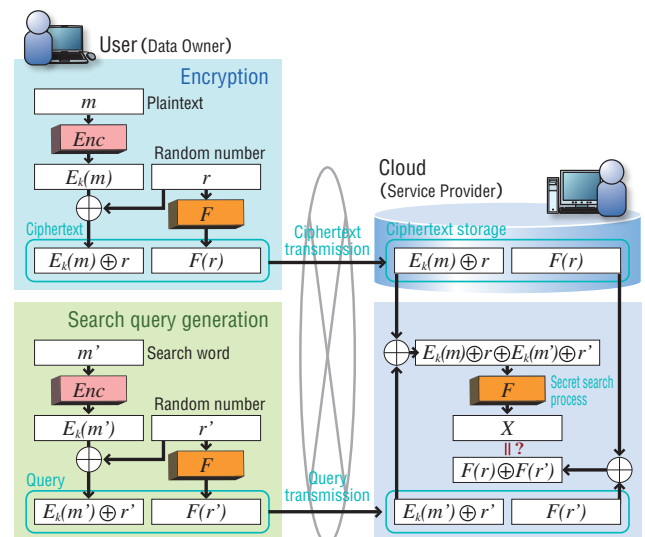 User (Data Owner)
Encryption
m
Plaintext
Enc
Random number
Eₖ(m)
r
F
Ciphertext
Eₖ(m) ⊕ r
F(r)
Ciphertext
transmission
Cloud
(Service Provider)
Ciphertext storage
Eₖ(m) ⊕ r
F(r)
Search query generation
m'
Search word
Enc
Random number
Eₖ(m')
r'
F
Query
Eₖ(m') ⊕ r'
F(r')
Query
transmission
Eₖ(m)⊕r⊕Eₖ(m')⊕r'
F
Secret search
process
X
=?
F(r)⊕F(r')
Eₖ(m') ⊕ r'
F(r')